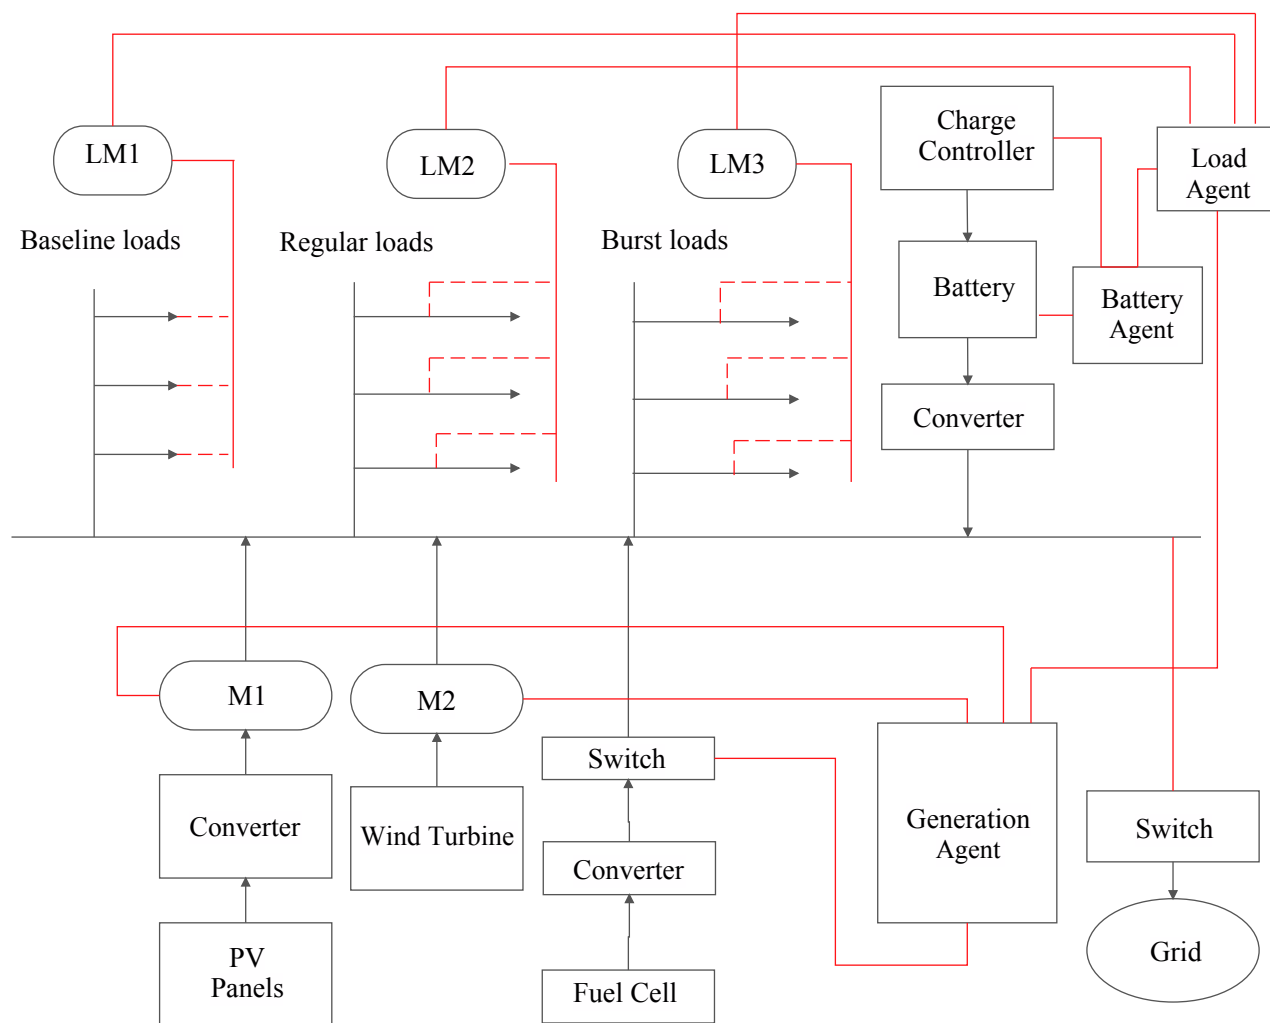 LM1
LM2
LM3
Charge
Controller
Load
Agent
Baseline loads
Regular loads
Burst loads
Battery
Battery
Agent
Converter
M1
M2
Switch
Converter
Wind Turbine
Converter
Generation
Agent
Switch
PV
Panels
Fuel Cell
Grid